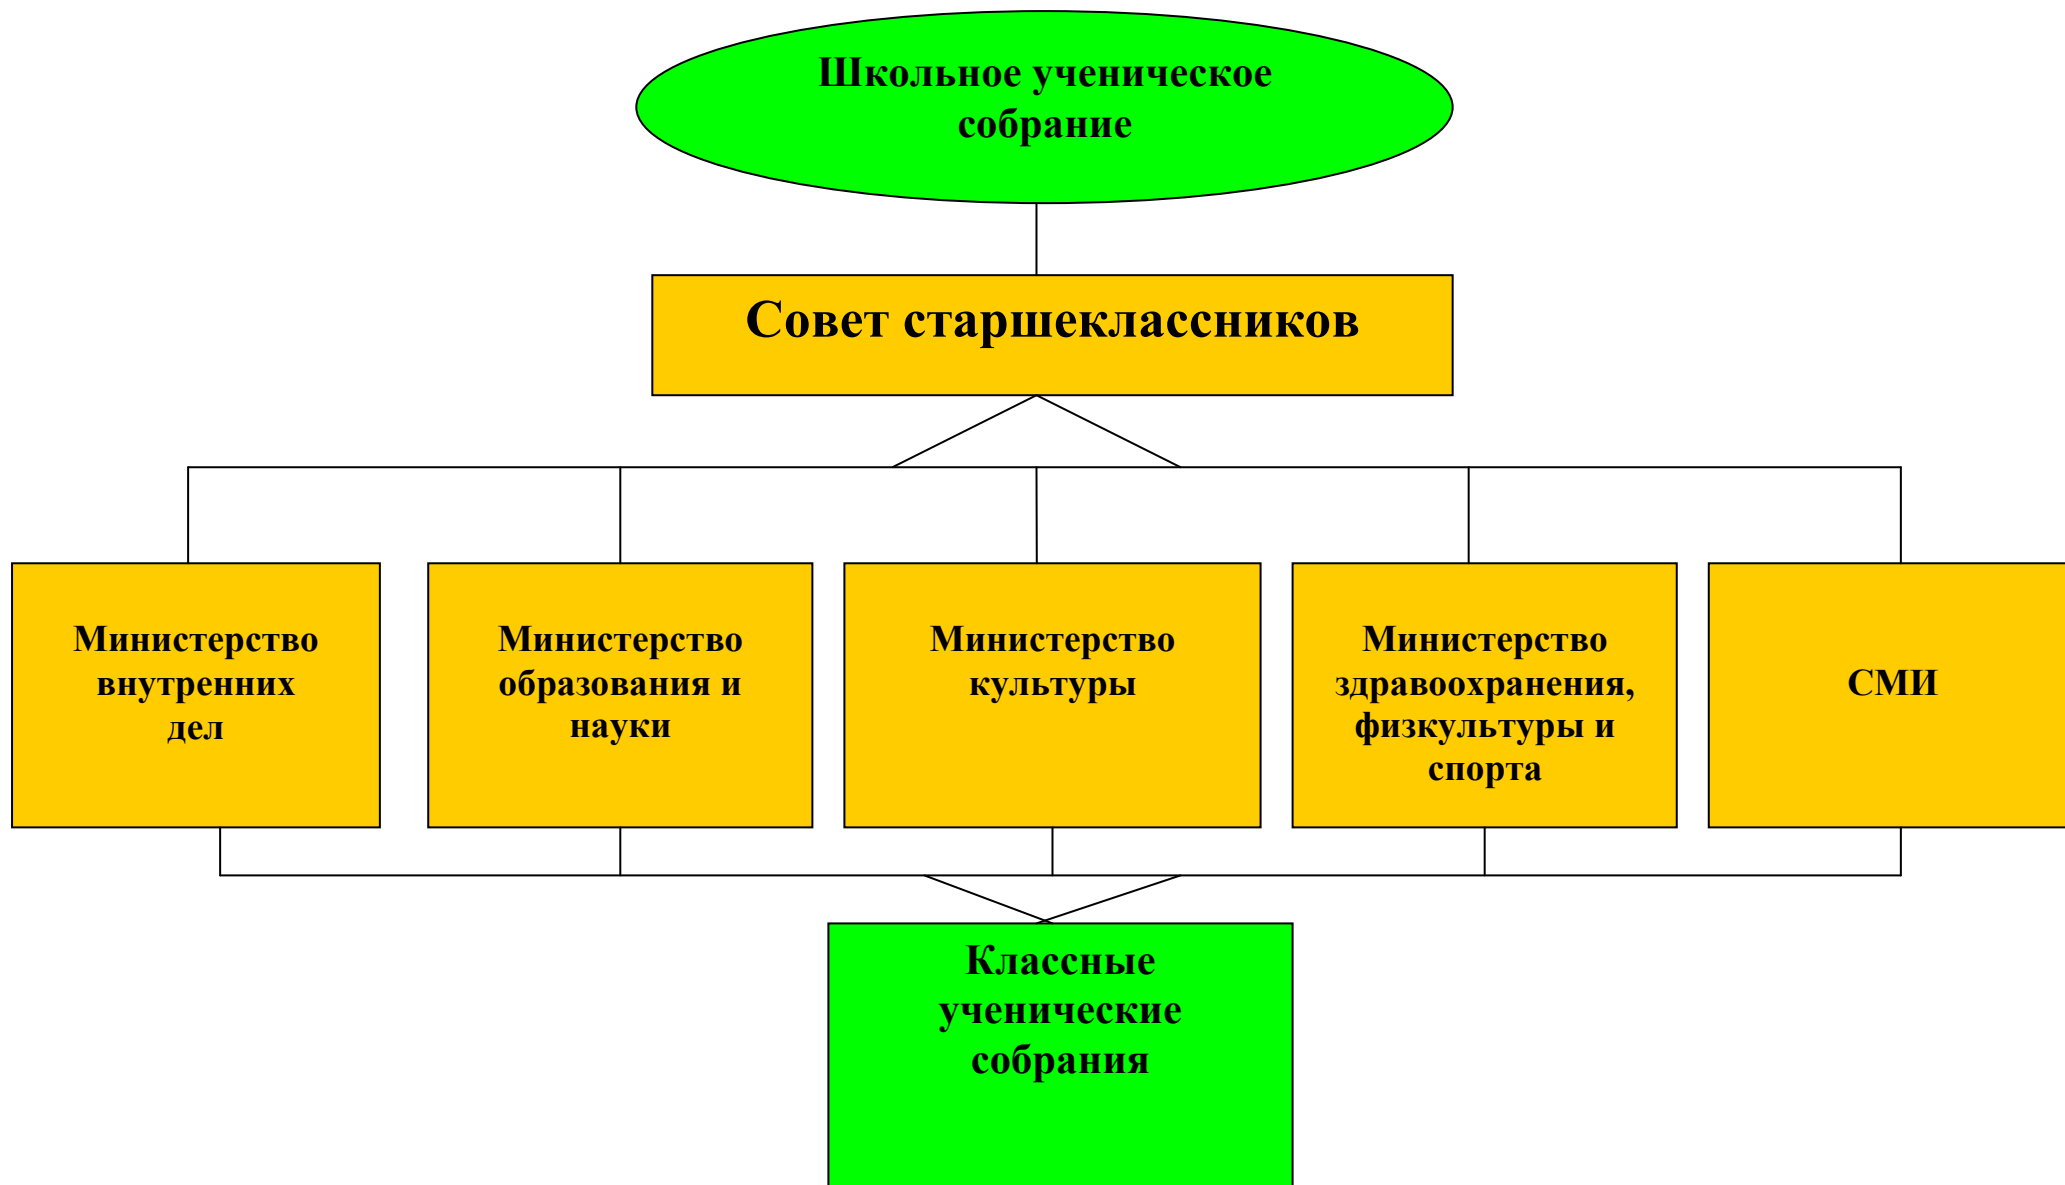 Школьное ученическое
собрание
Совет старшеклассников
Министерство
внутренних
дел
Министерство
образования и
науки
Министерство
культуры
Министерство
здравоохранения,
физкультуры и
спорта
СМИ
Классные
ученические
собрания